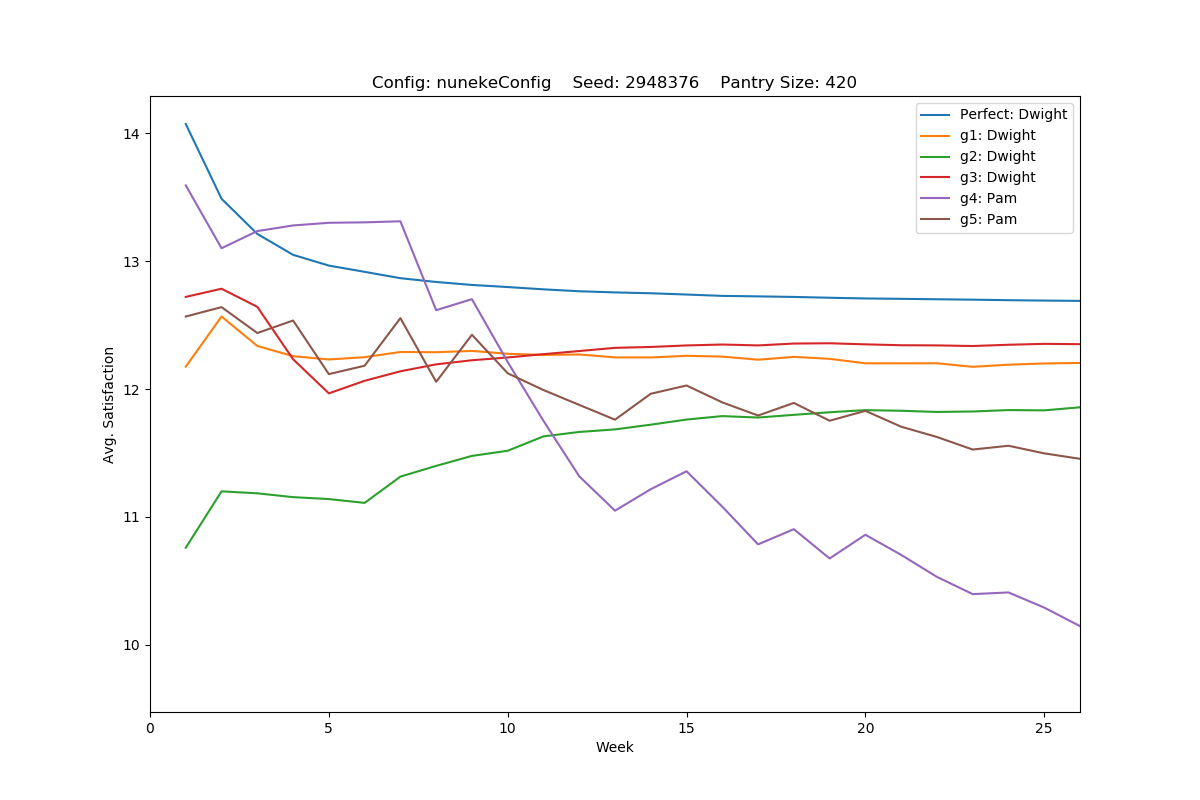 Config: nunekeConfig    Seed: 2948376    Pantry Size: 420
Perfect: Dwight
g1: Dwight
g2: Dwight
g3: Dwight
g4: Pam
g5: Pam
Avg. Satisfaction
14
13
12
11
10
0 5 10 15 20 25
Week